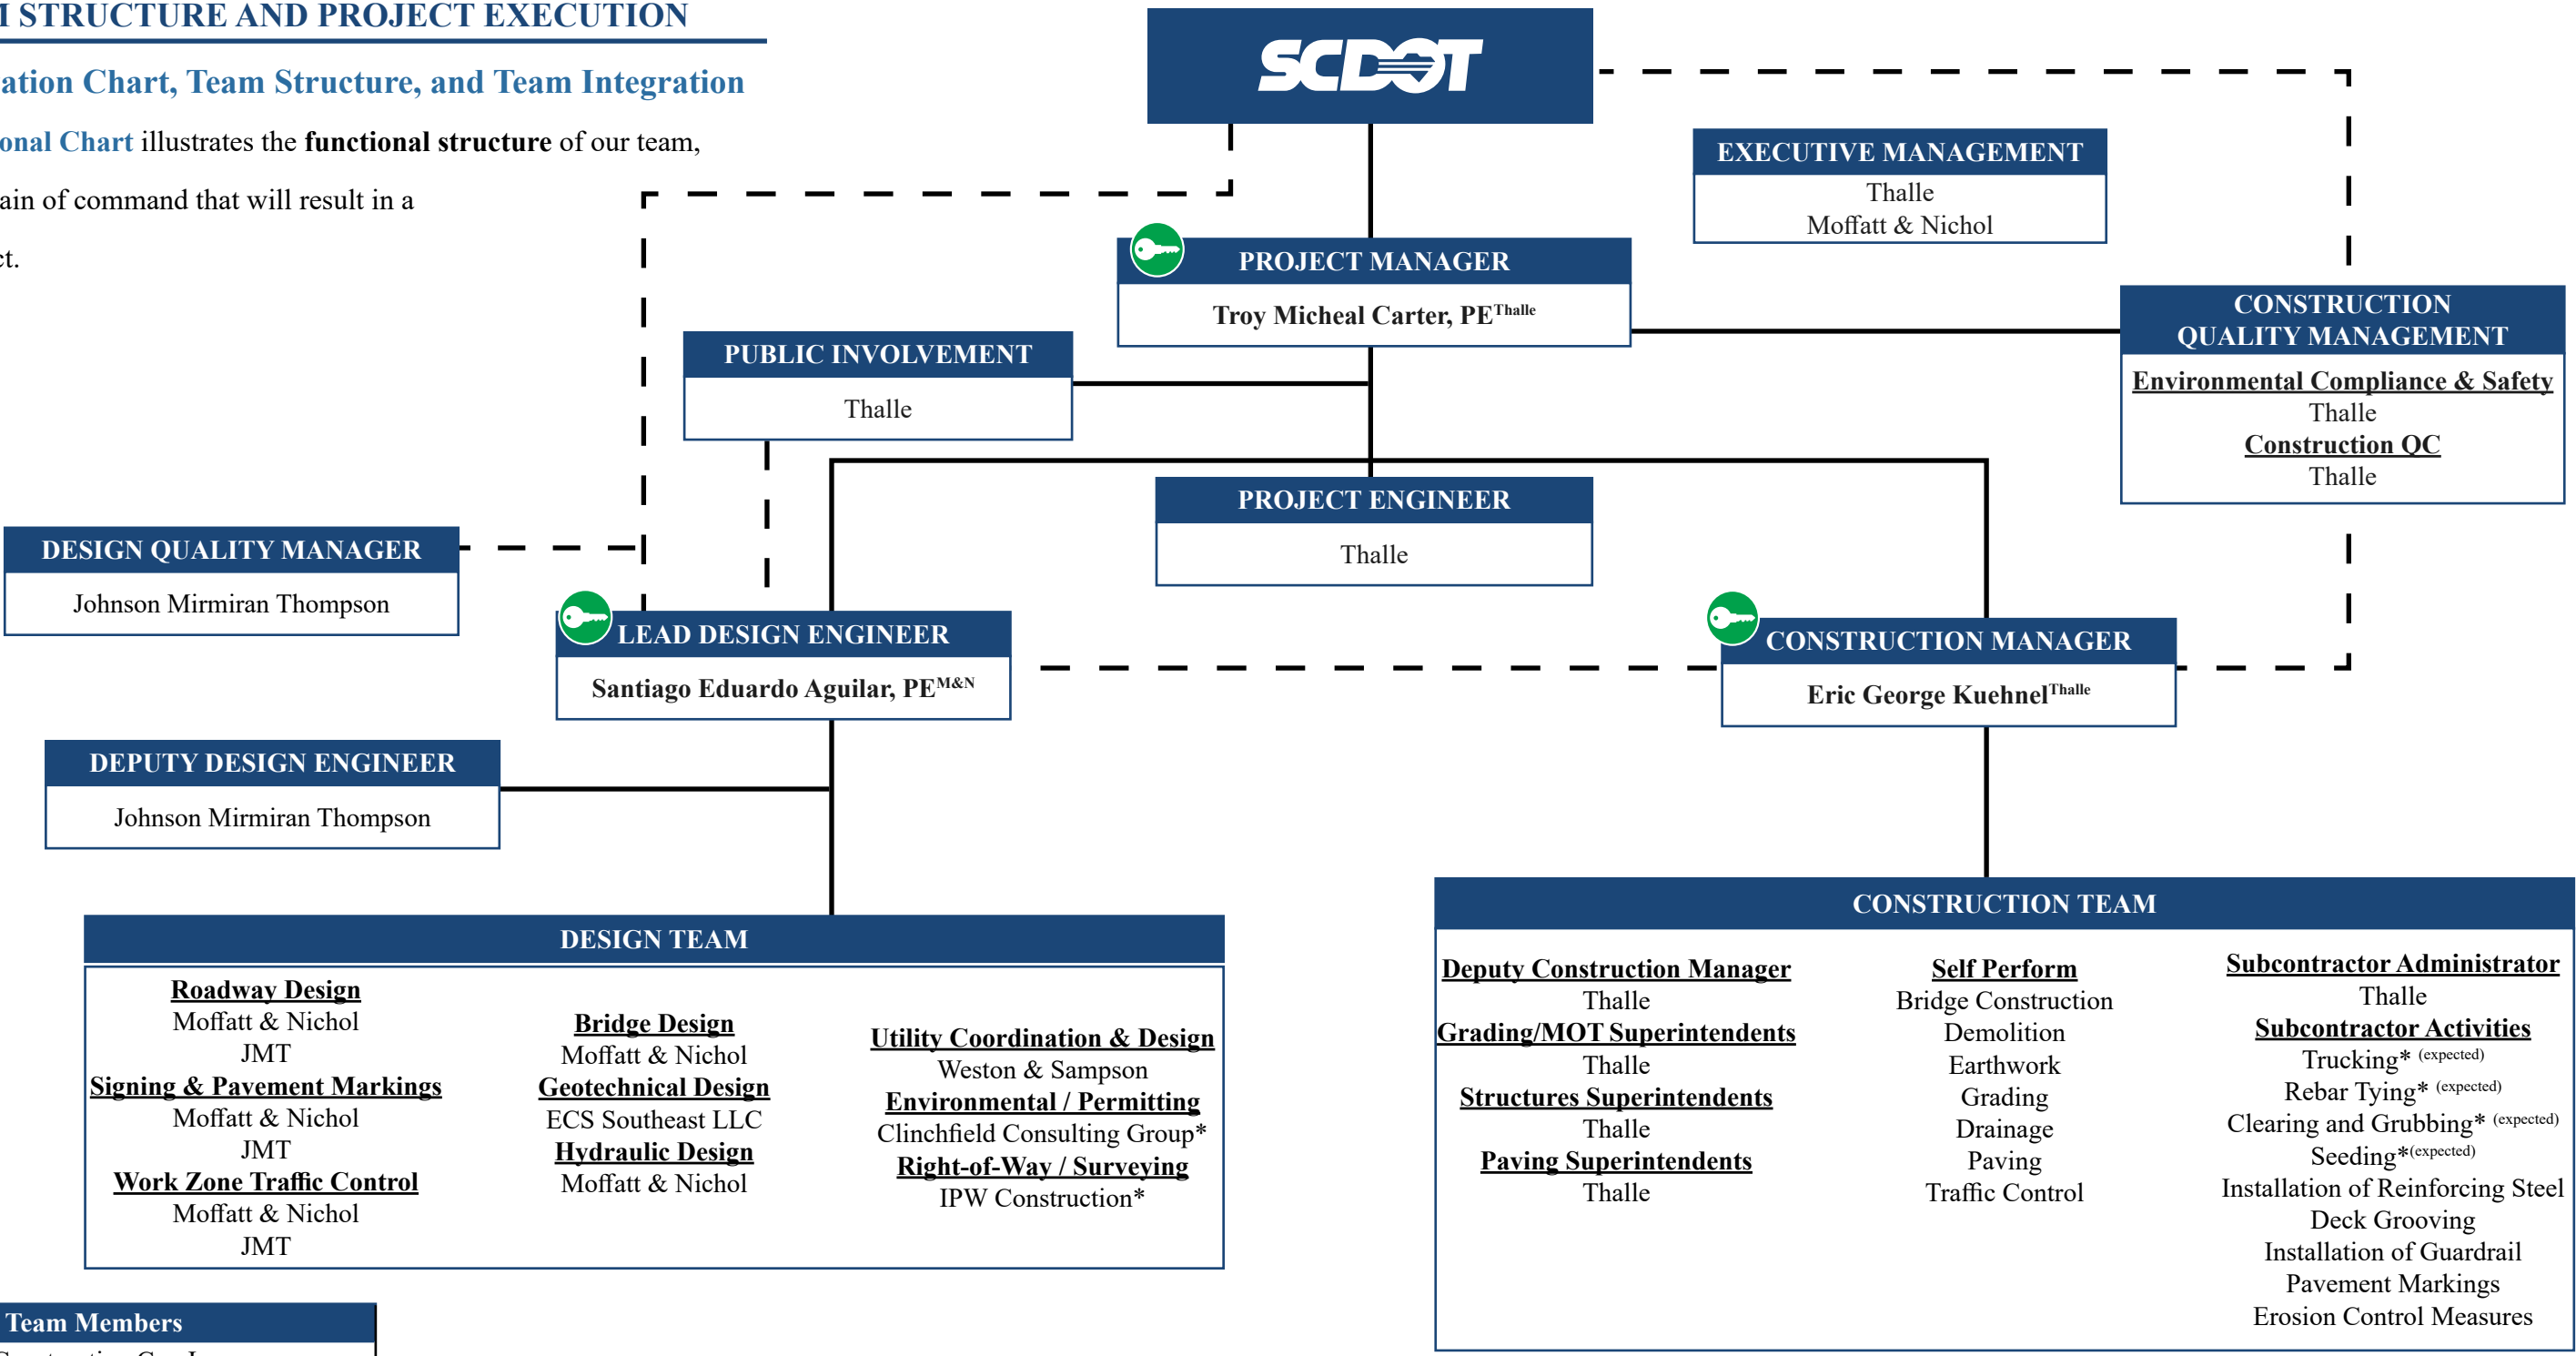 STRUCTURE AND PROJECT EXECUTION
ation Chart, Team Structure, and Team Integration
onal Chart illustrates the functional structure of our team,
ain of command that will result in a
ct.
SCDOT
EXECUTIVE MANAGEMENT
Thalle
Moffatt & Nichol
PROJECT MANAGER
Troy Micheal Carter, PE Thalle
CONSTRUCTION
QUALITY MANAGEMENT
Environmental Compliance & Safety
Thalle
Construction QC
Thalle
PUBLIC INVOLVEMENT
Thalle
PROJECT ENGINEER
Thalle
DESIGN QUALITY MANAGER
Johnson Mirmiran Thompson
LEAD DESIGN ENGINEER
Santiago Eduardo Aguilar, PE M&N
CONSTRUCTION MANAGER
Eric George Kuehnel Thalle
DEPUTY DESIGN ENGINEER
Johnson Mirmiran Thompson
DESIGN TEAM
Roadway Design
Moffatt & Nichol
JMT
Signing & Pavement Markings
Moffatt & Nichol
JMT
Work Zone Traffic Control
Moffatt & Nichol
JMT
Bridge Design
Moffatt & Nichol
Geotechnical Design
ECS Southeast LLC
Hydraulic Design
Moffatt & Nichol
Utility Coordination & Design
Weston & Sampson
Environmental / Permitting
Clinchfield Consulting Group*
Right-of-Way / Surveying
IPW Construction*
CONSTRUCTION TEAM
Deputy Construction Manager
Thalle
Grading/MOT Superintendents
Thalle
Structures Superintendents
Thalle
Paving Superintendents
Thalle
Self Perform
Bridge Construction
Demolition
Earthwork
Grading
Drainage
Paving
Traffic Control
Subcontractor Administrator
Thalle
Subcontractor Activities
Trucking* (expected)
Rebar Tying* (expected)
Clearing and Grubbing* (expected)
Seeding*(expected)
Installation of Reinforcing Steel
Deck Grooving
Installation of Guardrail
Pavement Markings
Erosion Control Measures
Team Members